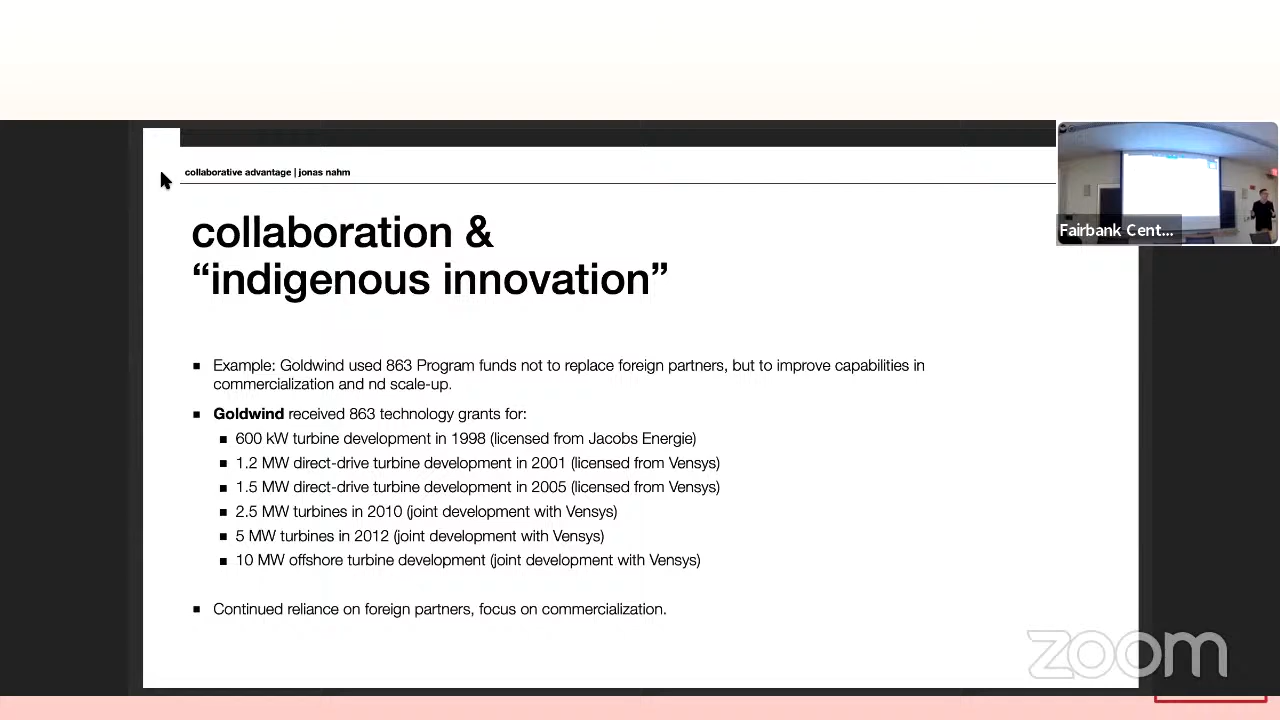 collaborative advantage | jonas nahm
collaboration &
“indigenous innovation”
Fairbank Cent...
▪ Example: Goldwind used 863 Program funds not to replace foreign partners, but to improve capabilities in
commercialization and nd scale-up.
▪ Goldwind received 863 technology grants for:
▪ 600 kW turbine development in 1998 (licensed from Jacobs Energie)
▪ 1.2 MW direct-drive turbine development in 2001 (licensed from Vensys)
▪ 1.5 MW direct-drive turbine development in 2005 (licensed from Vensys)
▪ 2.5 MW turbines in 2010 (joint development with Vensys)
▪ 5 MW turbines in 2012 (joint development with Vensys)
▪ 10 MW offshore turbine development (joint development with Vensys)
▪ Continued reliance on foreign partners, focus on commercialization.
zoom